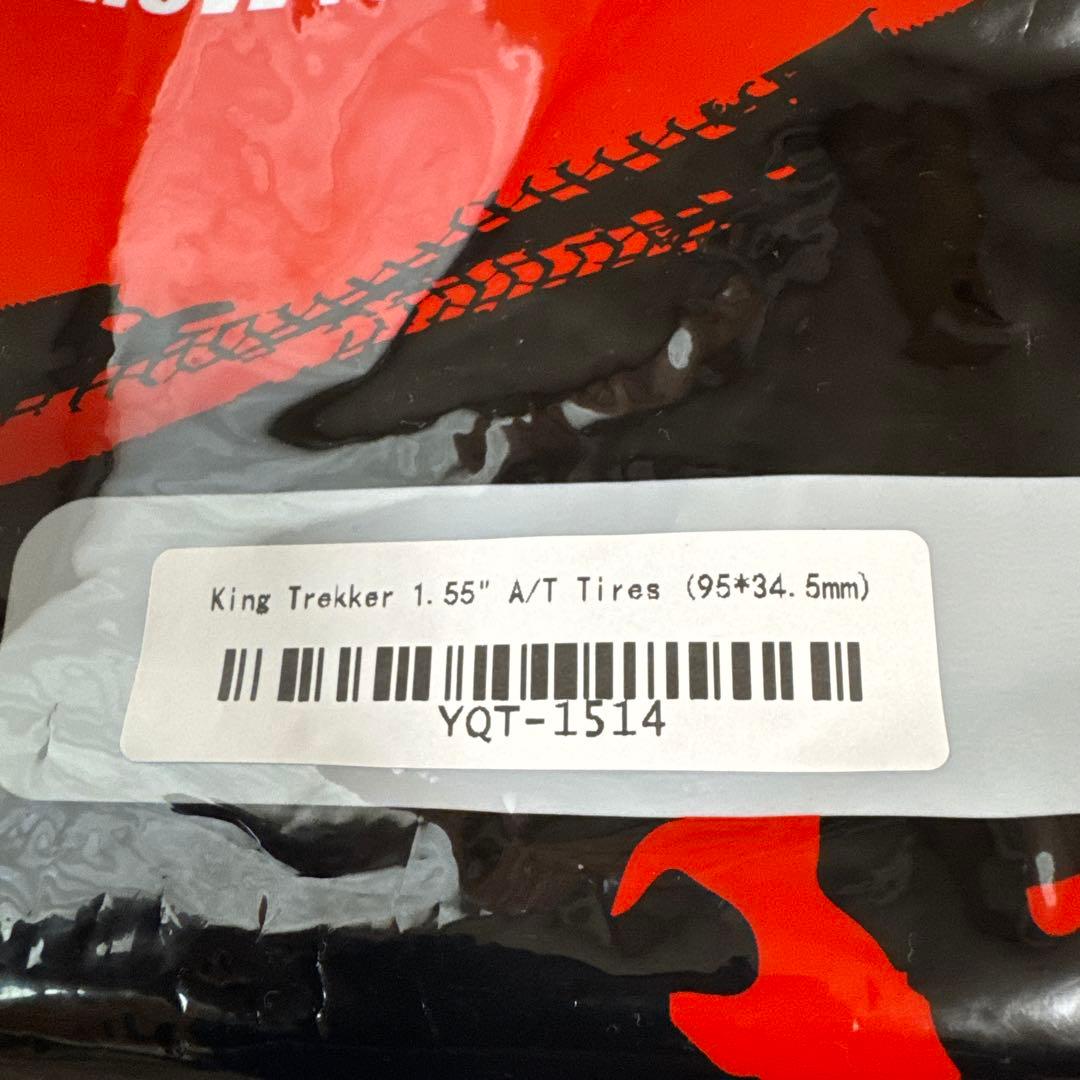 King Trekker 1.55" A/T Tires (95*34.5mm)
YQT-1514